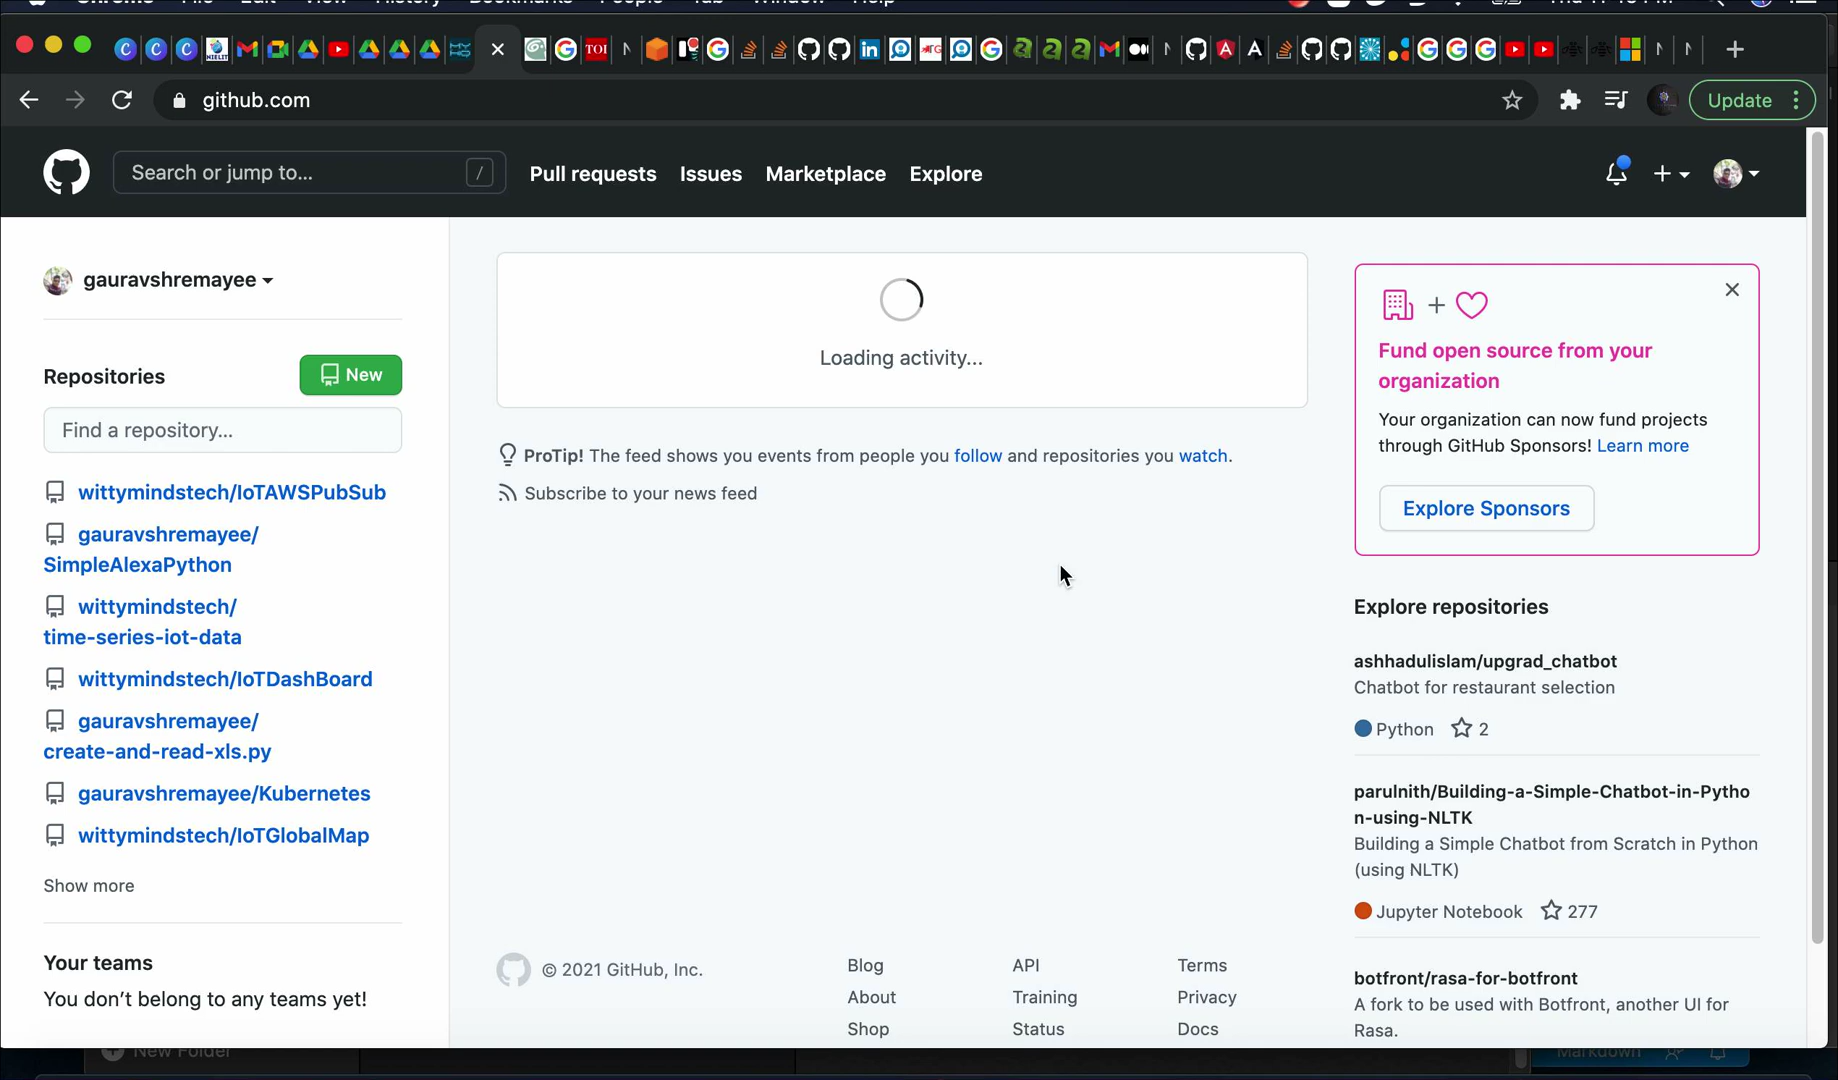 TOI
github.com
Update
Search or jump to...
/
Pull requests
Issues
Marketplace
Explore
gauravshremayee
Repositories
New
Find a repository...
wittymindstech/IoTAWSPubSub
gauravshremayee/
SimpleAlexaPython
wittymindstech/
time-series-iot-data
wittymindstech/IoTDashBoard
gauravshremayee/
create-and-read-xls.py
gauravshremayee/Kubernetes
wittymindstech/IoTGlobalMap
Show more
Your teams
You don't belong to any teams yet!
Loading activity...
ProTip! The feed shows you events from people you follow and repositories you watch.
Subscribe to your news feed
© 2021 GitHub, Inc.
Blog
About
Shop
API
Training
Status
Terms
Privacy
Docs
Fund open source from your
organization
Your organization can now fund projects
through GitHub Sponsors! Learn more
Explore Sponsors
Explore repositories
ashhadulislam/upgrad_chatbot
Chatbot for restaurant selection
Python 2
parulnith/Building-a-Simple-Chatbot-in-Pytho
n-using-NLTK
Building a Simple Chatbot from Scratch in Python
(using NLTK)
Jupyter Notebook 277
botfront/rasa-for-botfront
A fork to be used with Botfront, another UI for
Rasa.
New Folder
Markdown